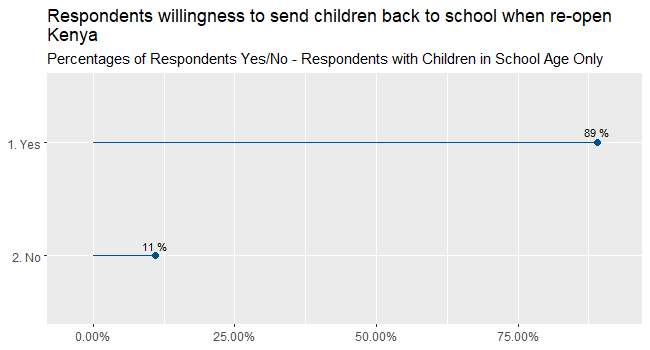 Respondents willingness to send children back to school when re-open
Kenya
Percentages of Respondents Yes/No - Respondents with Children in School Age Only
89 %
1. Yes
11 %
2. No
0.00%
25.00%
50.00%
75.00%